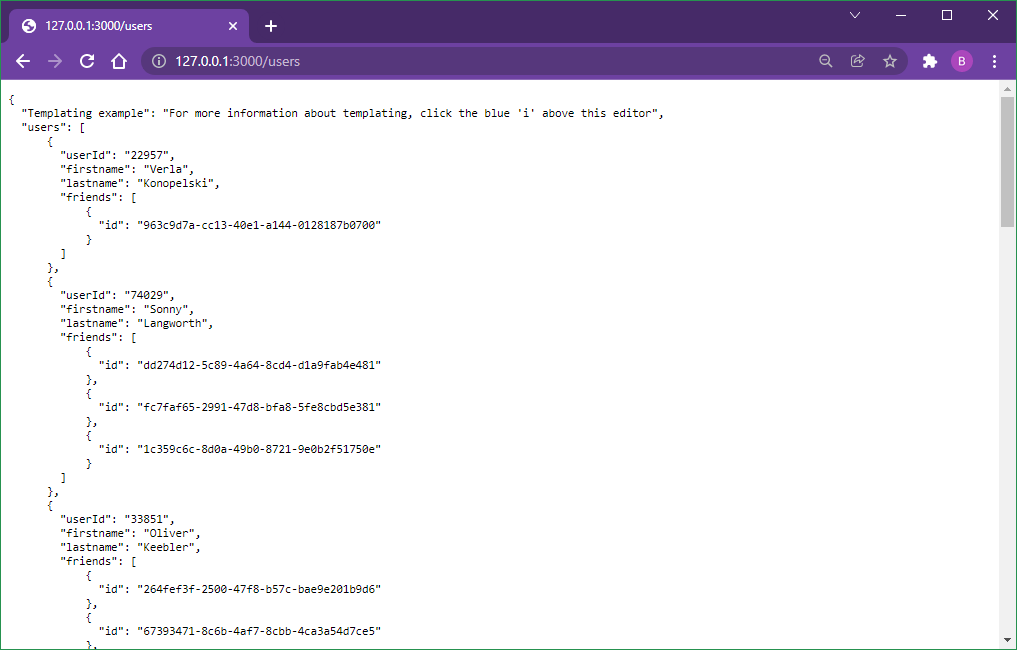 127.0.0.1:3000/users
127.0.0.1:3000/users
B
{
  "Templating example": "For more information about templating, click the blue 'i' above this editor",
  "users": [
      {
        "userId": "22957",
        "firstname": "Verla",
        "lastname": "Konopelski",
        "friends": [
            {
              "id": "963c9d7a-cc13-40e1-a144-0128187b0700"
            }
        ]
      },
      {
        "userId": "74029",
        "firstname": "Sonny",
        "lastname": "Langworth",
        "friends": [
            {
              "id": "dd274d12-5c89-4a64-8cd4-d1a9fab4e481"
            },
            {
              "id": "fc7faf65-2991-47d8-bfa8-5fe8cbd5e381"
            },
            {
              "id": "1c359c6c-8d0a-49b0-8721-9e0b2f51750e"
            }
        ]
      },
      {
        "userId": "33851",
        "firstname": "Oliver",
        "lastname": "Keebler",
        "friends": [
            {
              "id": "264fef3f-2500-47f8-b57c-bae9e201b9d6"
            },
            {
              "id": "67393471-8c6b-4af7-8cbb-4ca3a54d7ce5"
            },